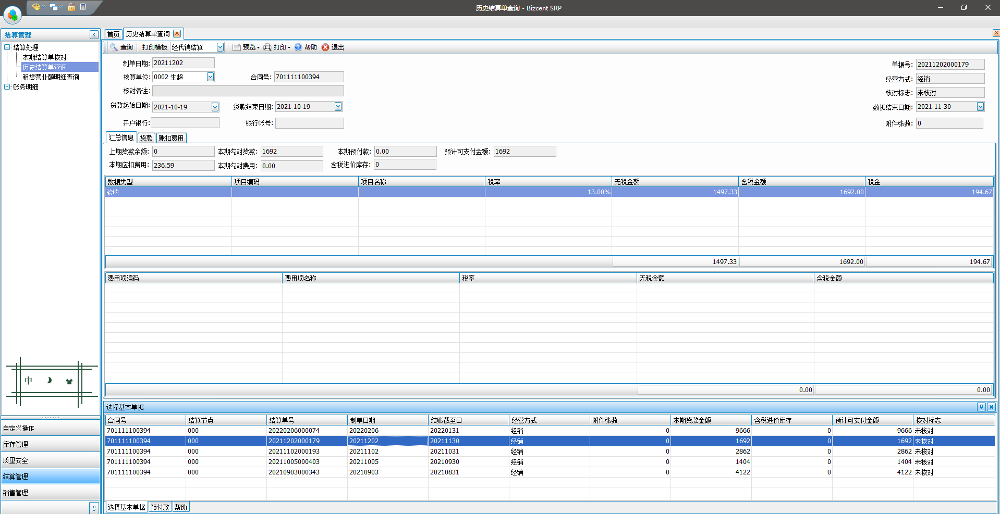 历史结算单查询 - Bizcent SRP
结算管理
结算处理
本期结算单核对
历史结算单查询
租赁营业额明细查询
账务明细
中
自定义操作
库存管理
质量安全
结算管理
销售管理
首页 历史结算单查询
查询 打印模板 经代销结算 预览 打印 帮助 退出
制单日期: 20211202 单据号: 20211202000179
核算单位: 0002 生超 合同号: 701111100394 经营方式: 经销
核对备注: 核对标志: 未核对
贷款起始日期: 2021-10-19 贷款结束日期: 2021-10-19 数据结束日期: 2021-11-30
开户银行: 银行帐号: 附件张数: 0
汇总信息 货款 账扣费用
上期货款余额: 0 本期勾对货款: 1692 本期预付款: 0.00 预计可支付金额: 1692
本期应扣费用: 236.59 本期勾对费用: 0.00 含税进价库存: 0
数据类型 项目编码 项目名称 税率 无税金额 含税金额 税金
验收 13.00% 1497.33 1692.00 194.67
1497.33 1692.00 194.67
费用项编码 费用项名称 税率 无税金额 含税金额
0.00 0.00
选择基本单据
合同号 结算节点 结算单号 制单日期 结账截至日 经营方式 附件张数 本期货款金额 含税进价库存 预计可支付金额 核对标志
701111100394 000 20220206000074 20220206 20220131 经销 0 9666 0 9666 未核对
701111100394 000 20211202000179 20211202 20211130 经销 0 1692 0 1692 未核对
701111100394 000 20211102000193 20211102 20211031 经销 0 2862 0 2862 未核对
701111100394 000 20211005000403 20211005 20210930 经销 0 1404 0 1404 未核对
701111100394 000 20210903000343 20210903 20210831 经销 0 4122 0 4122 未核对
选择基本单据 预付款 帮助